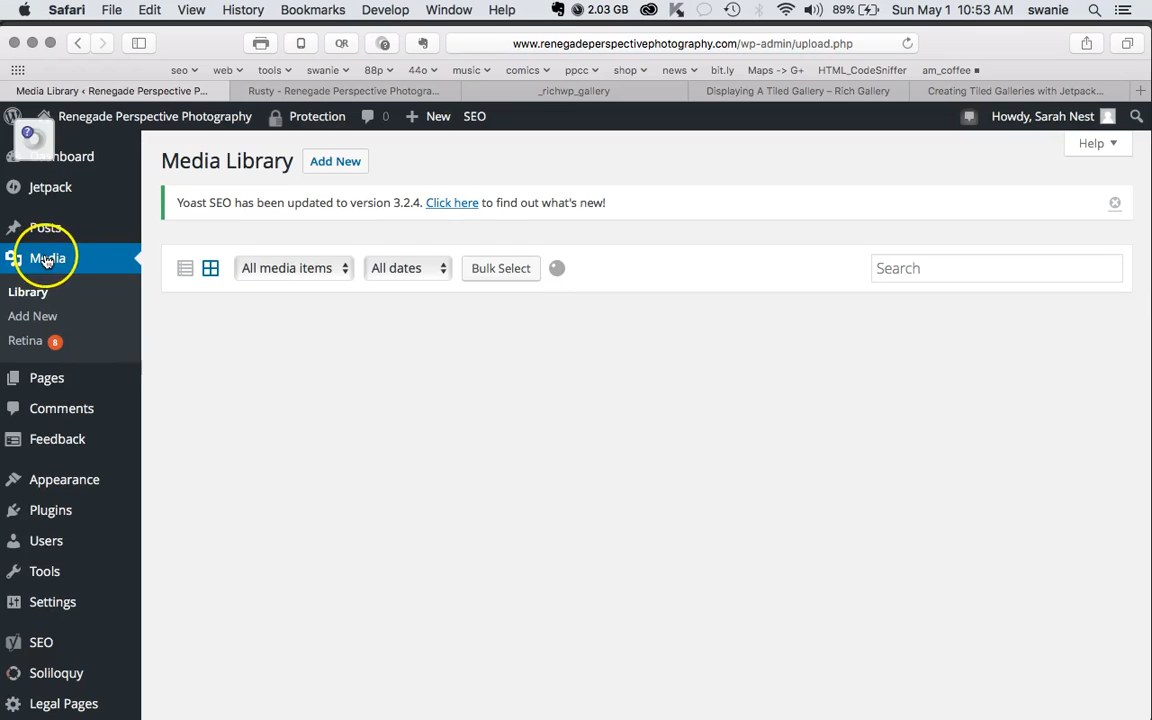 Safari File Edit View History Bookmarks Develop Window Help 2.03 GB 89% Sun May 1 10:53 AM swanie
QR www.renegadeperspectivephotography.com/wp-admin/upload.php
seo web tools swanie 88p 44o music comics ppcc shop news bit.ly Maps -> G+ HTML_CodeSniffer am_coffee
Media Library ‹ Renegade Perspective P... Rusty - Renegade Perspective Photogra... _richwp_gallery Displaying A Tiled Gallery – Rich Gallery Creating Tiled Galleries with Jetpack...
Renegade Perspective Photography Protection 0 New SEO Howdy, Sarah Nest
Dashboard
Jetpack
Posts
Media
Library
Add New
Retina 8
Pages
Comments
Feedback
Appearance
Plugins
Users
Tools
Settings
SEO
Soliloquy
Legal Pages
Help
Media Library Add New
Yoast SEO has been updated to version 3.2.4. Click here to find out what's new!
All media items All dates Bulk Select Search